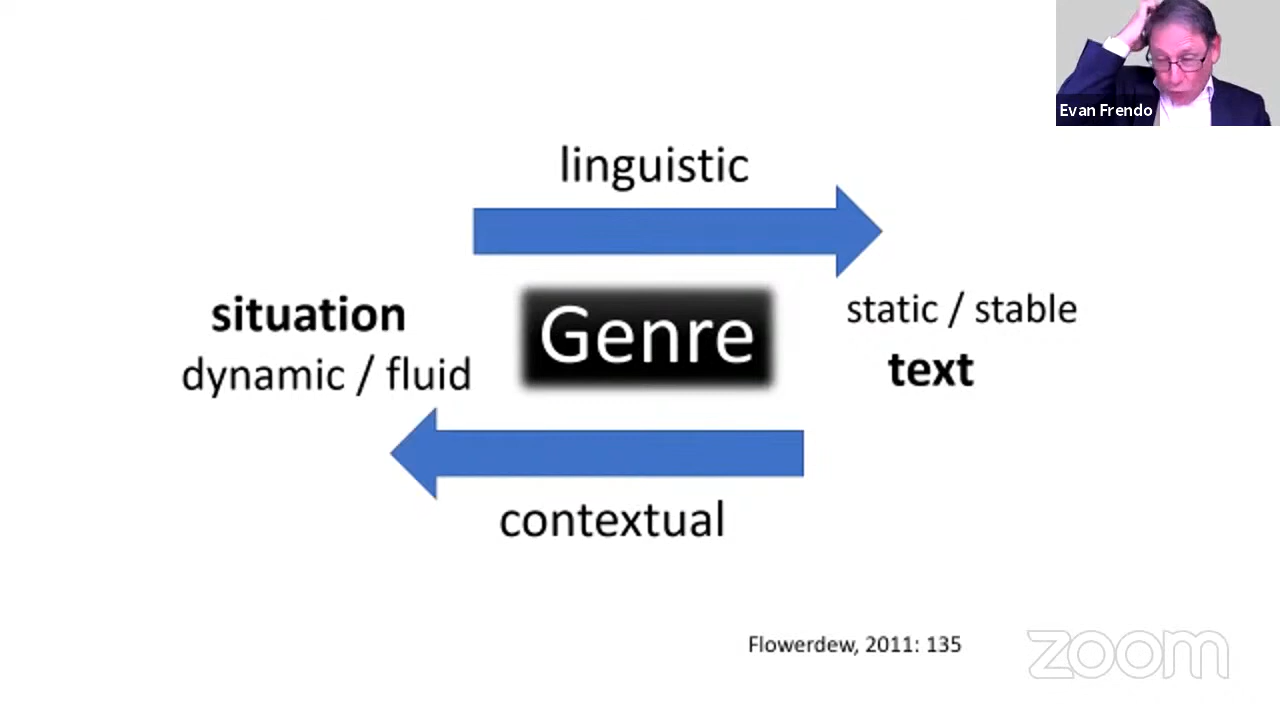 Evan Frendo
linguistic
situation
dynamic / fluid
Genre
static / stable
text
contextual
Flowerdew, 2011: 135
zoom